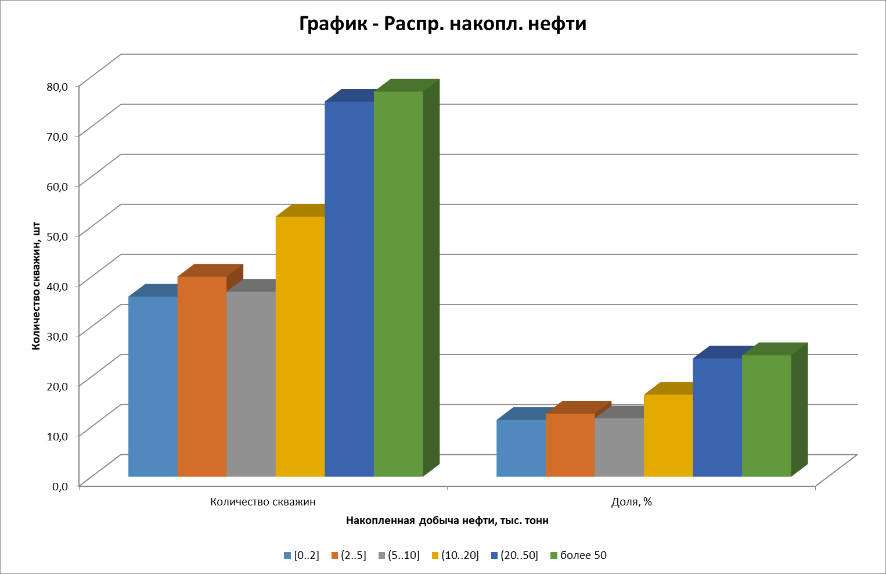 График - Распр. накопл. нефти
80,0
70,0
60,0
50,0
40,0
30,0
20,0
10,0
0,0
Количество скважин, шт
Количество скважин
Доля, %
Накопленная добыча нефти, тыс. тонн
[0..2]
(2..5]
(5..10]
(10..20]
(20..50]
более 50